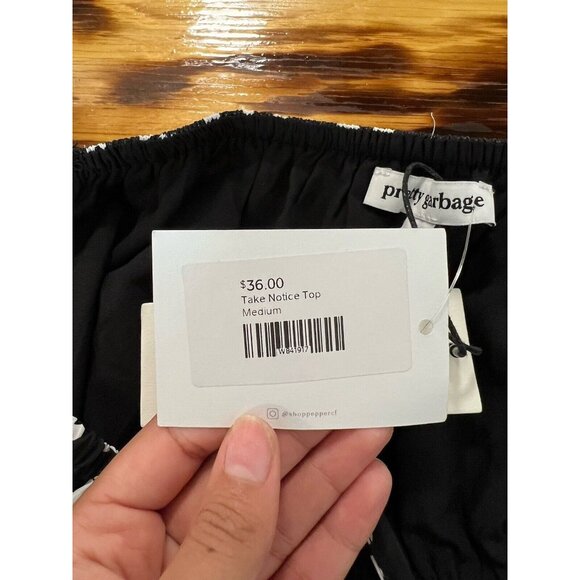 pretty garbage
$36.00
Take Notice Top
Medium
W841917
@shoppeppercf